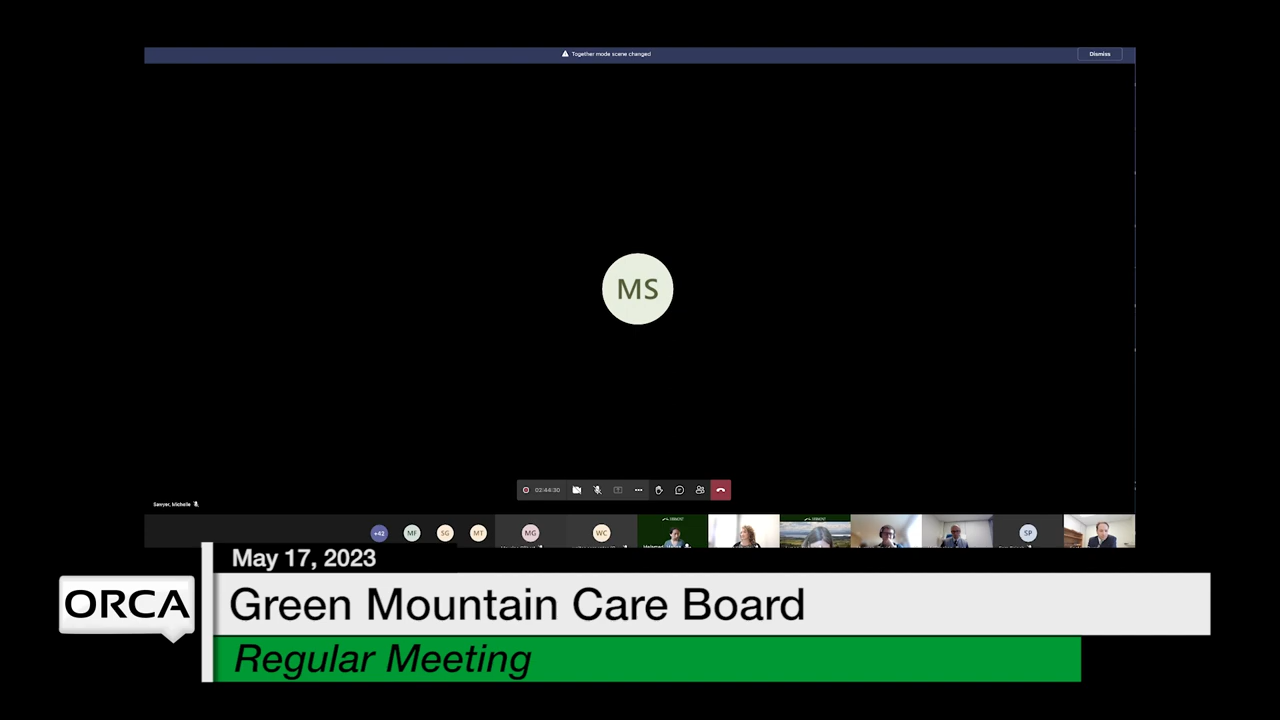 Together mode scene changed
Dismiss
MS
02:44:30
Sawyer, Michelle
+42
MF
SG
MT
MG
WC
SP
May 17, 2023
ORCA
Green Mountain Care Board
Regular Meeting